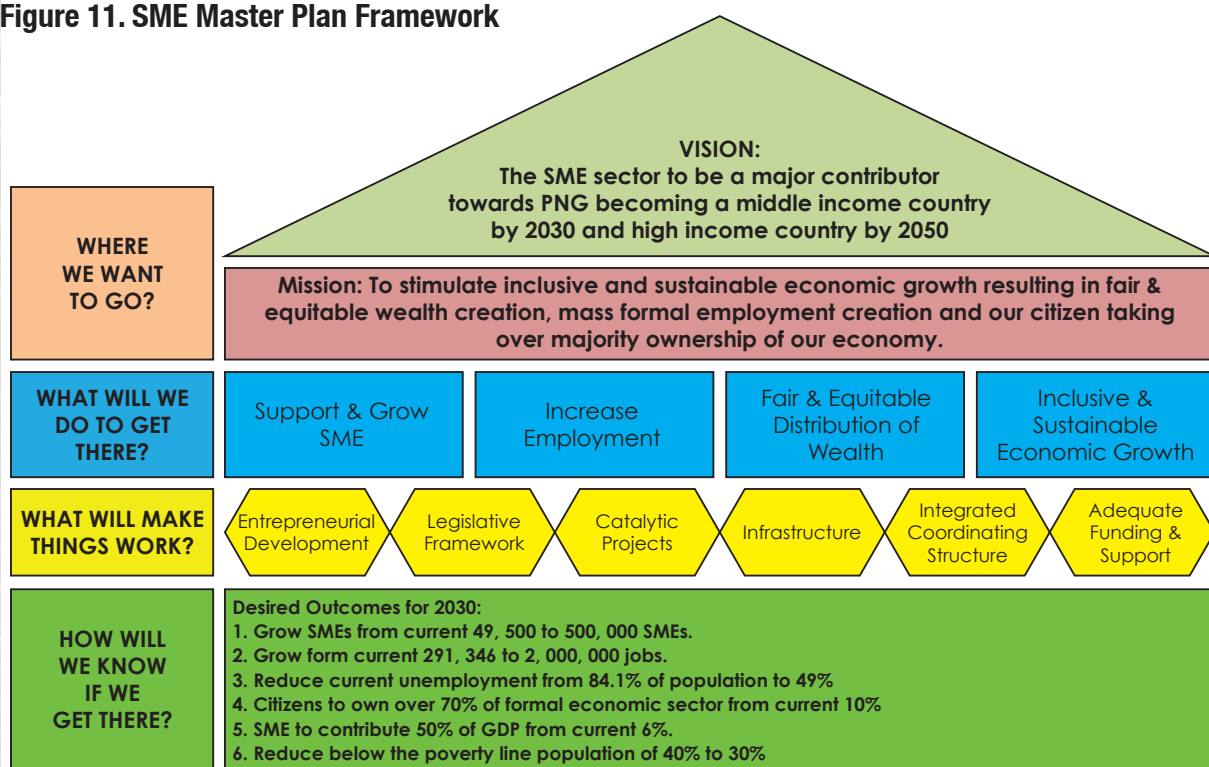 Figure 11. SME Master Plan Framework
VISION:
The SME sector to be a major contributor
towards PNG becoming a middle income country
by 2030 and high income country by 2050
WHERE
WE WANT
TO GO?
Mission: To stimulate inclusive and sustainable economic growth resulting in fair &
equitable wealth creation, mass formal employment creation and our citizen taking
over majority ownership of our economy.
WHAT WILL WE
DO TO GET
THERE?
Support & Grow
SME
Increase
Employment
Fair & Equitable
Distribution of
Wealth
Inclusive &
Sustainable
Economic Growth
WHAT WILL MAKE
THINGS WORK?
Entrepreneurial
Development
Legislative
Framework
Catalytic
Projects
Infrastructure
Integrated
Coordinating
Structure
Adequate
Funding &
Support
HOW WILL
WE KNOW
IF WE
GET THERE?
Desired Outcomes for 2030:
1. Grow SMEs from current 49, 500 to 500, 000 SMEs.
2. Grow form current 291, 346 to 2, 000, 000 jobs.
3. Reduce current unemployment from 84.1% of population to 49%
4. Citizens to own over 70% of formal economic sector from current 10%
5. SME to contribute 50% of GDP from current 6%.
6. Reduce below the poverty line population of 40% to 30%